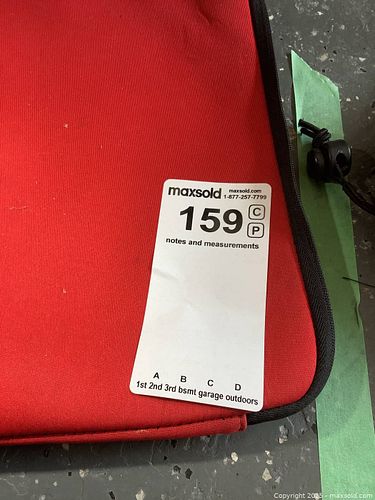 maxsold maxsold.com
1-877-257-7799
159 C
P
notes and measurements
A B C D
1st 2nd 3rd bsmt garage outdoors
Copyright 2025 - maxsold.com